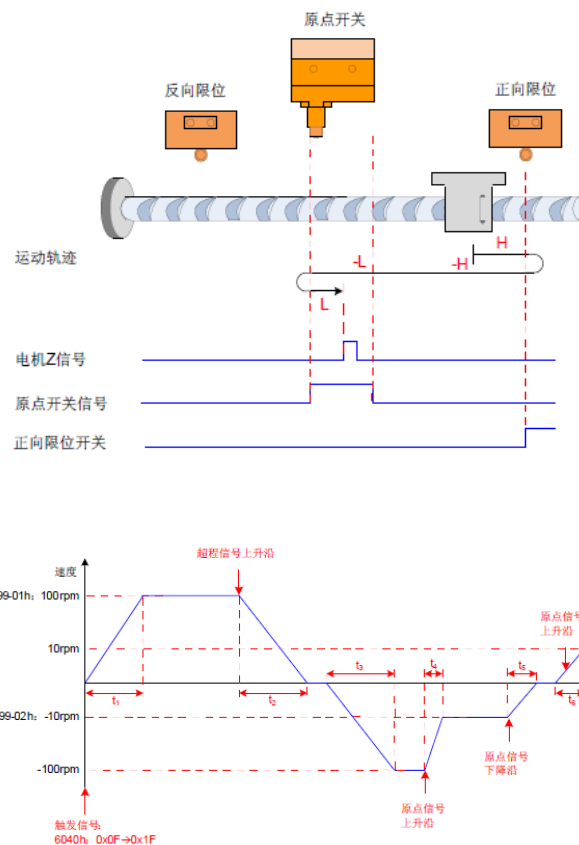 原点开关
反向限位
正向限位
运动轨迹
H
-L
-H
L
电机Z信号
原点开关信号
正向限位开关
超程信号上升沿
速度
99-01h: 100rpm
原点信号
上升沿
10rpm
t1
t2
t3
t4
t5
t6
99-02h: -10rpm
原点信号
下降沿
-100rpm
原点信号
上升沿
触发信号:
6040h: 0x0F→0x1F